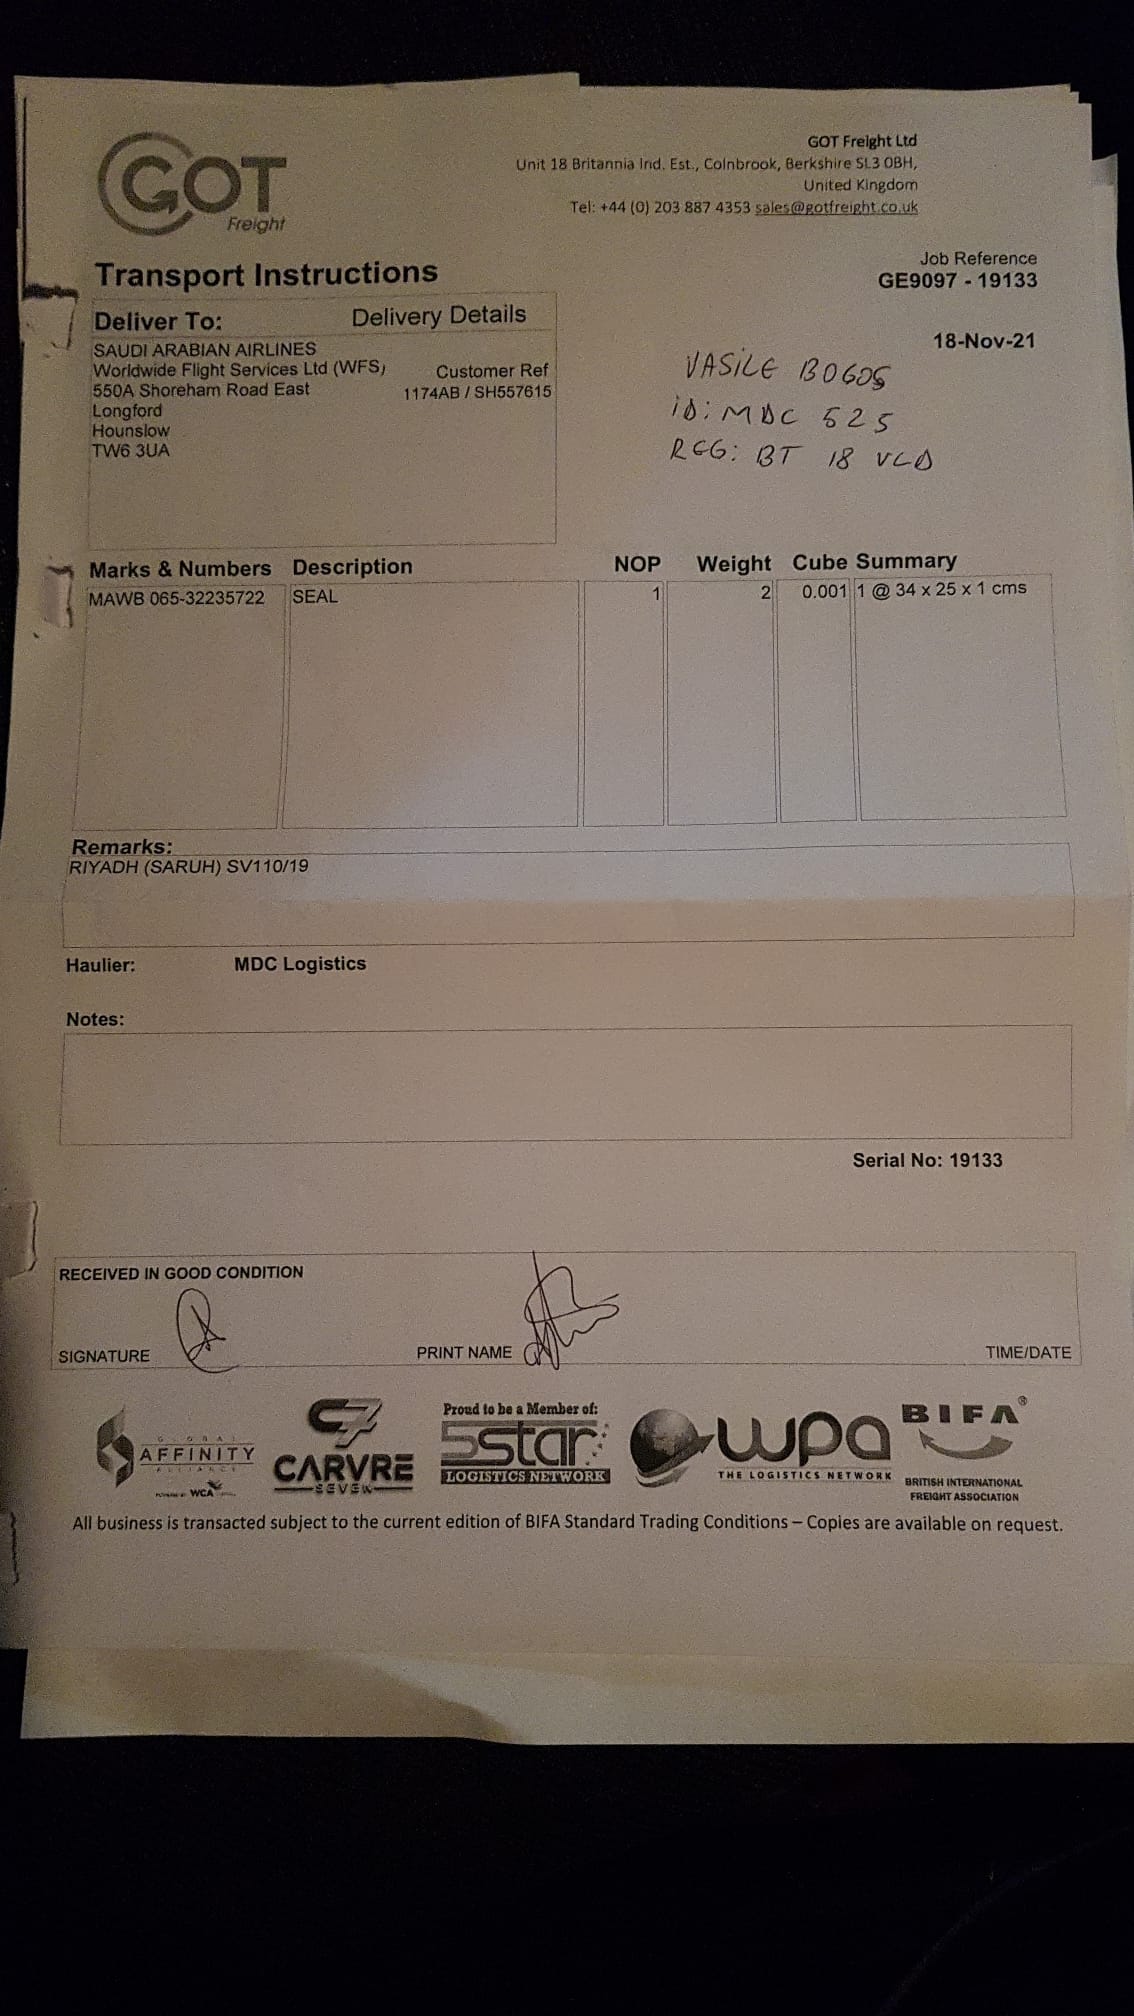 GOT
Freight
GOT Freight Ltd
Unit 18 Britannia Ind. Est., Colnbrook, Berkshire SL3 0BH,
United Kingdom
Tel: +44 (0) 203 887 4353 sales@gotfreight.co.uk
Transport Instructions
Job Reference
GE9097 - 19133
18-Nov-21
Deliver To: Delivery Details
SAUDI ARABIAN AIRLINES
Worldwide Flight Services Ltd (WFS)
550A Shoreham Road East
Longford
Hounslow
TW6 3UA
Customer Ref
1174AB / SH557615
VASILE BOGOS
ID: MDC 525
REG: BT 18 VCD
Marks & Numbers Description NOP Weight Cube Summary
MAWB 065-32235722 SEAL 1 2 0.001 1 @ 34 x 25 x 1 cms
Remarks:
RIYADH (SARUH) SV110/19
Haulier: MDC Logistics
Notes:
Serial No: 19133
RECEIVED IN GOOD CONDITION
SIGNATURE PRINT NAME TIME/DATE
GLOBAL
AFFINITY
ALLIANCE
WCA
C7
CARVRE
SEVEN
Proud to be a Member of:
5star
LOGISTICS NETWORK
wpa
THE LOGISTICS NETWORK
BIFA®
BRITISH INTERNATIONAL
FREIGHT ASSOCIATION
All business is transacted subject to the current edition of BIFA Standard Trading Conditions – Copies are available on request.